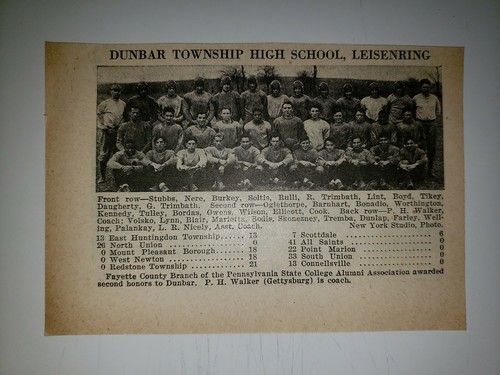 DUNBAR TOWNSHIP HIGH SCHOOL, LEISENRING
Front row—Stubbs, Nere, Burkey, Soltis, Rulli, R. Trimbath, Lint, Boyd, Tikey,
Daugherty, G. Trimbath. Second row—Oglethorpe, Barnhart, Bonadio, Worthington,
Kennedy, Tulley, Bordas, Owens, Wilson, Ellicott, Cook. Back row—P. H. Walker,
Coach; Volsko, Lynn, Blair, Marietta, Bodis, Skonezney, Tremba, Dunlap, Farley, Well-
ing, Palankay, L. R. Nicely, Asst. Coach. New York Studio, Photo.
13 East Huntingdon Township 13 7 Scottdale 6
26 North Union 0 41 All Saints 0
0 Mount Pleasant Borough 18 22 Point Marion 0
0 West Newton 18 33 South Union 0
0 Redstone Township 21 13 Connellsville 0
Fayette County Branch of the Pennsylvania State College Alumni Association awarded
second honors to Dunbar. P. H. Walker (Gettysburg) is coach.